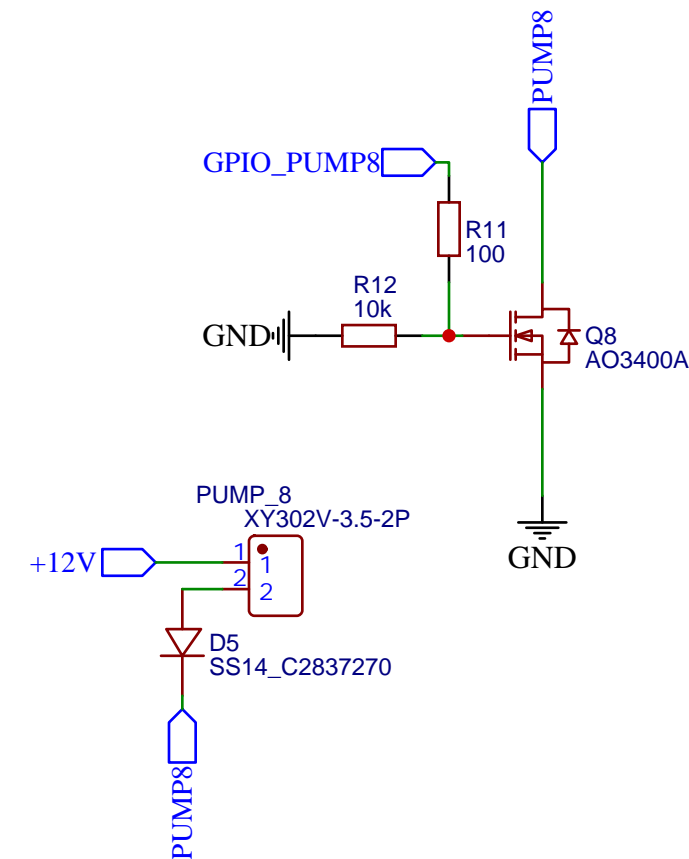 PUMP8
GPIO_PUMP8
R11
100
R12
10k
GND
Q8
AO3400A
GND
PUMP_8
XY302V-3.5-2P
+12V
1
1
2
2
D5
SS14_C2837270
PUMP8